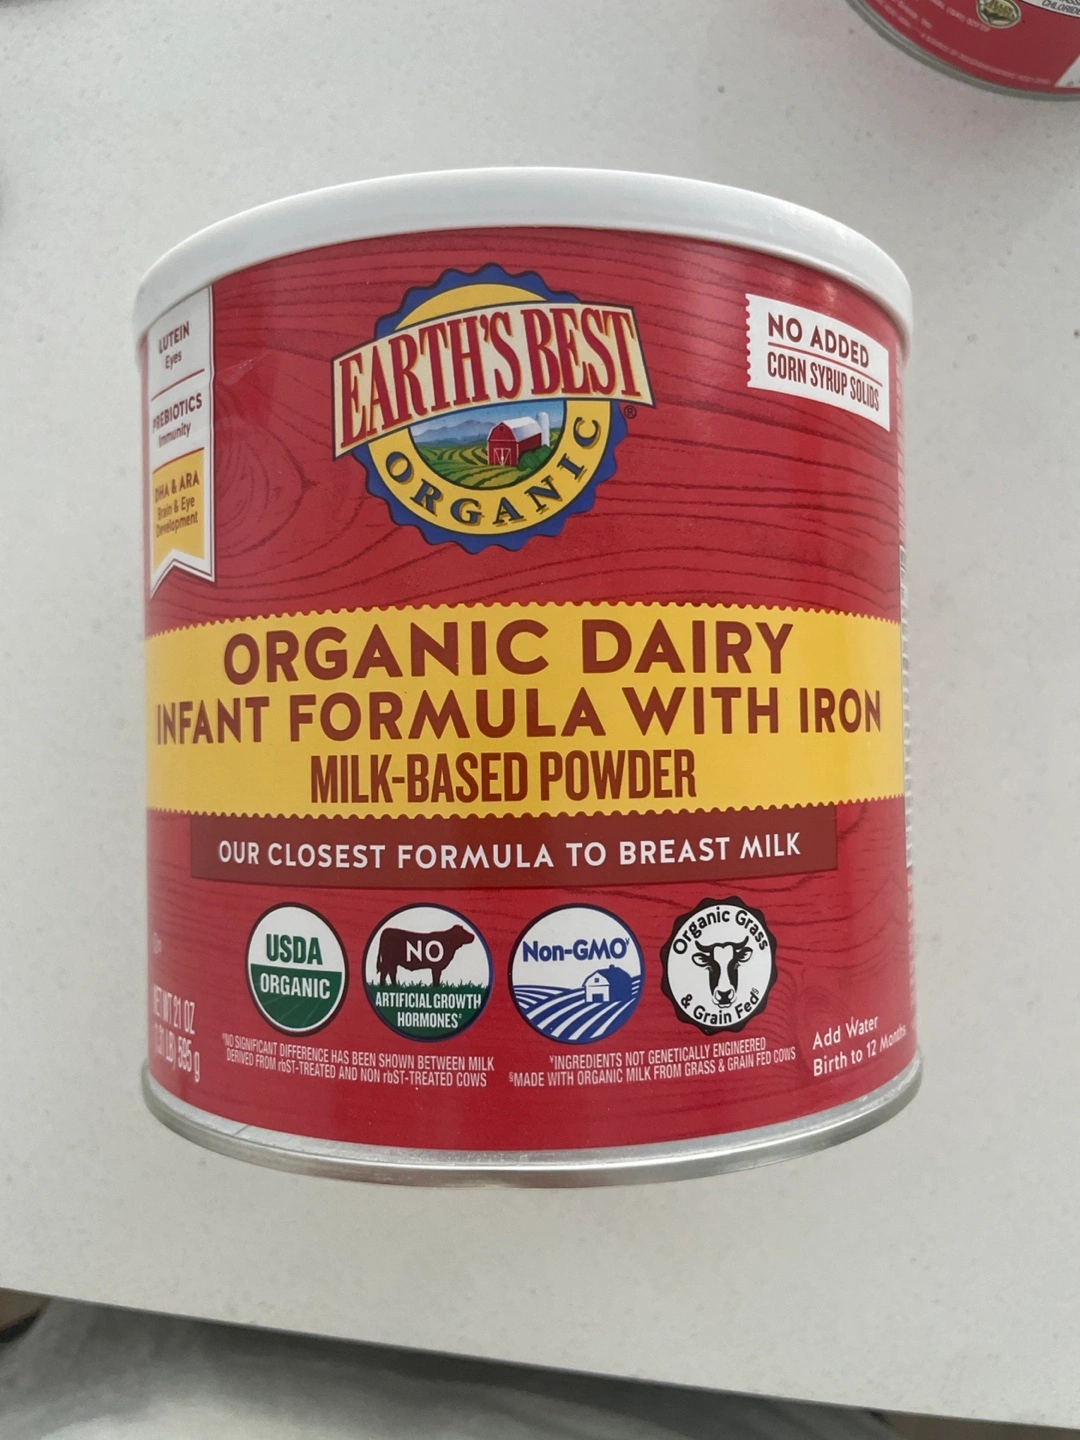 LUTEIN
Eyes
PREBIOTICS
Immunity
DHA & ARA
Brain & Eye
Development
EARTH'S BEST®
ORGANIC
NO ADDED
CORN SYRUP SOLIDS
ORGANIC DAIRY
INFANT FORMULA WITH IRON
MILK-BASED POWDER
OUR CLOSEST FORMULA TO BREAST MILK
USDA
ORGANIC
NO
ARTIFICIAL GROWTH
HORMONES
Non-GMO
Organic Grass
& Grain Fed§
NET WT 21 OZ
(1.31 LB) 595 g
NO SIGNIFICANT DIFFERENCE HAS BEEN SHOWN BETWEEN MILK
DERIVED FROM rbST-TREATED AND NON rbST-TREATED COWS
INGREDIENTS NOT GENETICALLY ENGINEERED
§MADE WITH ORGANIC MILK FROM GRASS & GRAIN FED COWS
Add Water
Birth to 12 Months